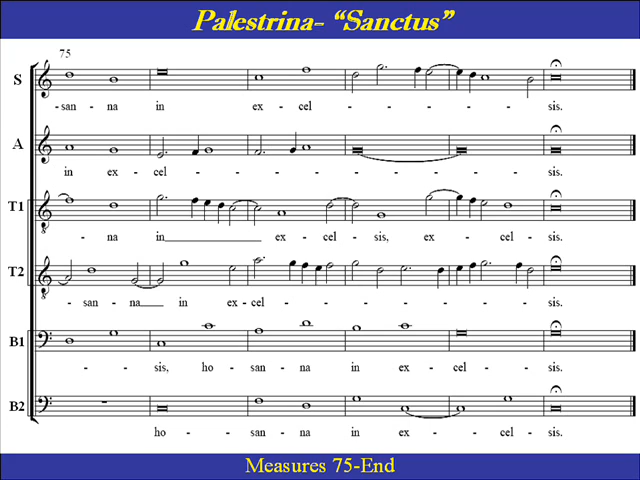 Palestrina- “Sanctus”
75
S
- san - na in ex - cel - - - - sis.
A
in ex - cel - - - - - - - sis.
T1
- - na in_____ ex - cel - sis, ex - cel - sis.
T2
- san - na__ in ex - cel - - - - sis.
B1
- - - sis, ho - san - na in ex - cel - sis.
B2
ho - san - na in ex - cel - sis.
Measures 75-End